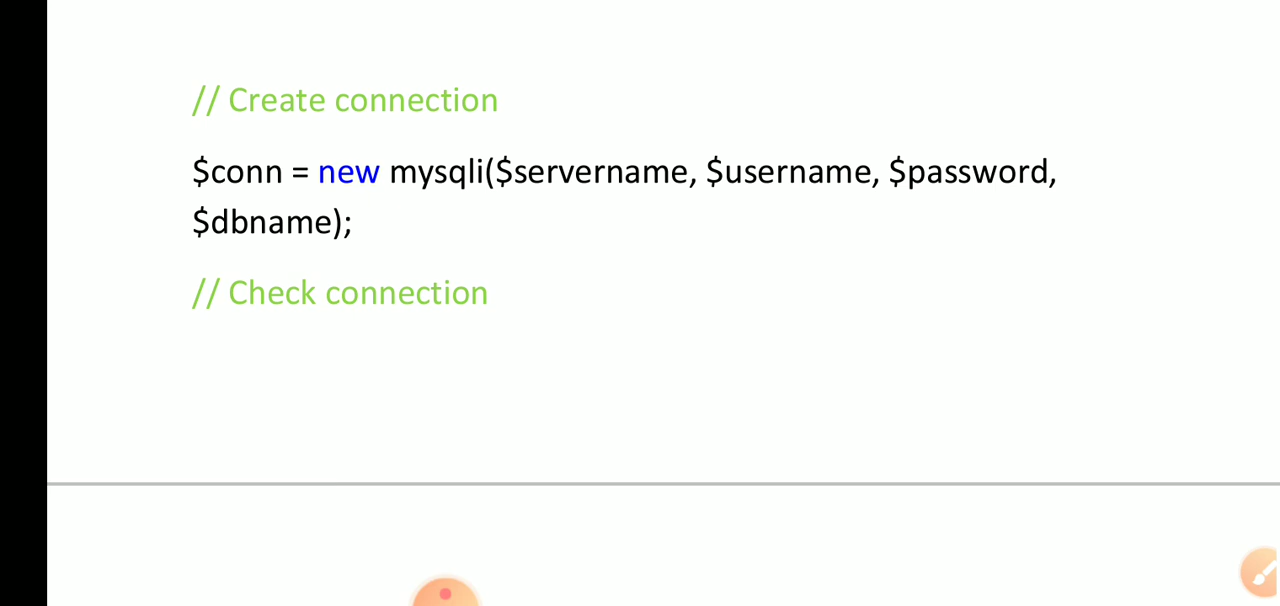 // Create connection
$conn = new mysqli($servername, $username, $password,
$dbname);
// Check connection